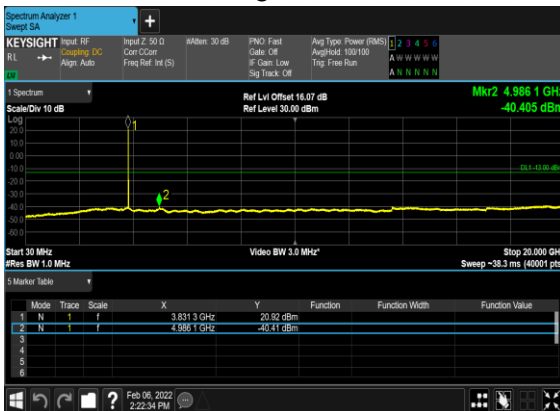 Spectrum Analyzer 1
Swept SA
+
KEYSIGHT Input: RF Input Z: 50 Ω #Atten: 30 dB PNO: Fast Avg Type: Power (RMS) 1 2 3 4 5 6
RL Coupling: DC Corr CCorr Gate: Off Avg|Hold: 100/100 A W W W W W
Align: Auto Freq Ref: Int (S) IF Gain: Low Trig: Free Run
Sig Track: Off A N N N N N
LV
1 Spectrum Ref Lvl Offset 16.07 dB Mkr2 4.986 1 GHz
Scale/Div 10 dB Ref Level 30.00 dBm -40.405 dBm
Log
1
20.0
10.0
0.00
-10.0
DL1 -13.00 dBm
-20.0
-30.0
2
-40.0
-50.0
-60.0
Start 30 MHz Video BW 3.0 MHz* Stop 20.000 GHz
#Res BW 1.0 MHz Sweep ~38.3 ms (40001 pts)
5 Marker Table
Mode Trace Scale X Y Function Function Width Function Value
1 N 1 f 3.831 3 GHz 20.92 dBm
2 N 1 f 4.986 1 GHz -40.41 dBm
3
4
5
6
? Feb 06, 2022
2:22:34 PM